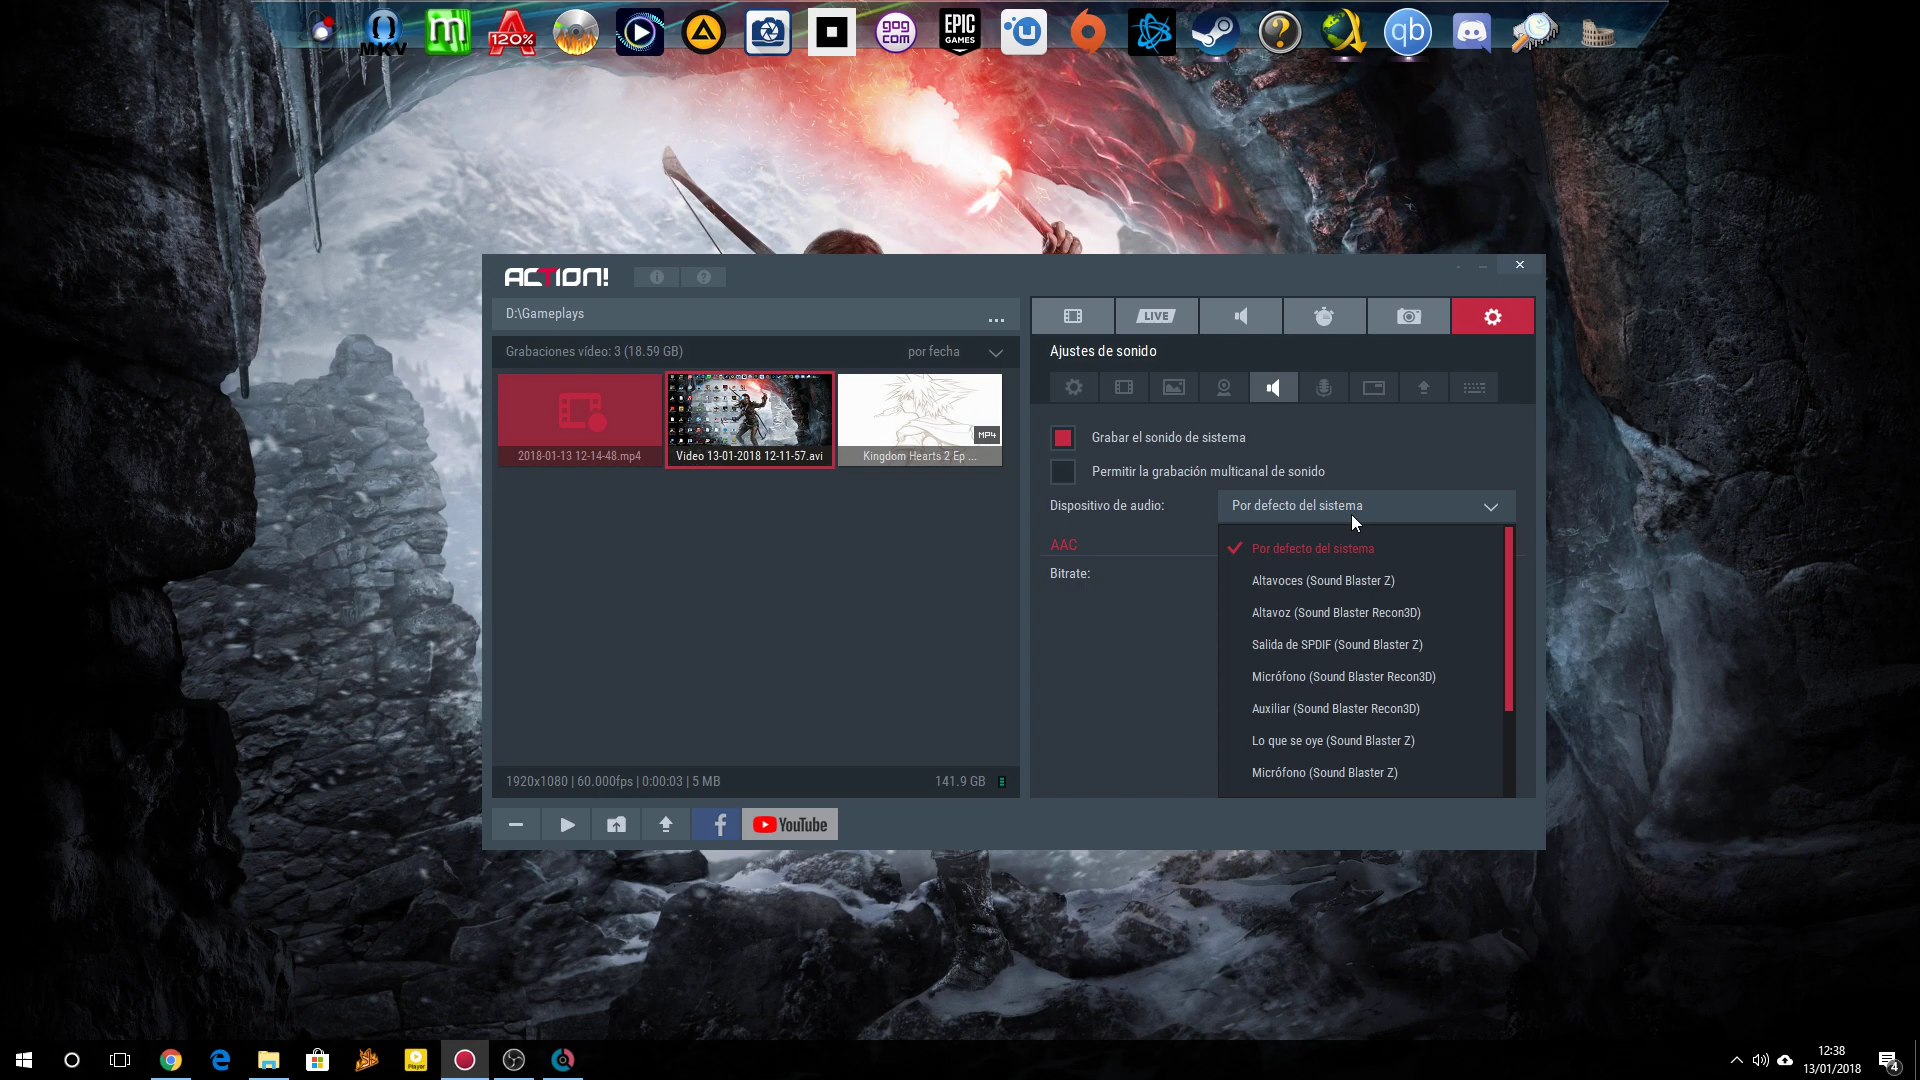 MKV
120%
gog
com
EPIC
GAMES
qb
ACTION!
D:\Gameplays
...
LIVE
Grabaciones vídeo: 3 (18.59 GB)
por fecha
Ajustes de sonido
MP4
2018-01-13 12-14-48.mp4
Video 13-01-2018 12-11-57.avi
Kingdom Hearts 2 Ep ...
Grabar el sonido de sistema
Permitir la grabación multicanal de sonido
Dispositivo de audio:
Por defecto del sistema
AAC
Por defecto del sistema
Bitrate:
Altavoces (Sound Blaster Z)
Altavoz (Sound Blaster Recon3D)
Salida de SPDIF (Sound Blaster Z)
Micrófono (Sound Blaster Recon3D)
Auxiliar (Sound Blaster Recon3D)
Lo que se oye (Sound Blaster Z)
Micrófono (Sound Blaster Z)
1920x1080 | 60.000fps | 0:00:03 | 5 MB
141.9 GB
YouTube
Player
12:38
13/01/2018
4